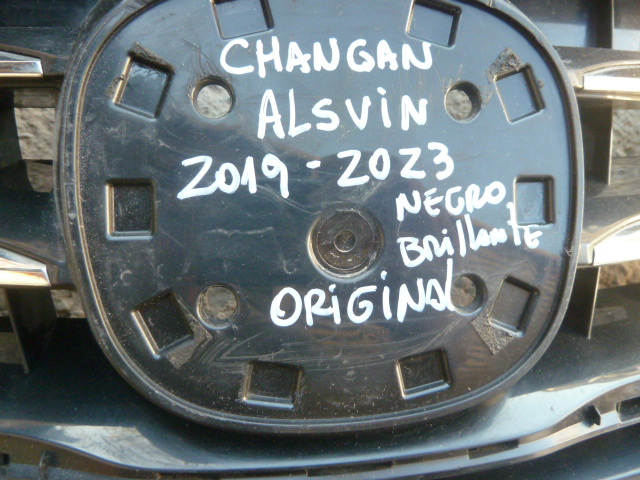 CHANGAN
ALSViN
2019-2023
NEGRO
BRillante
ORiGiNal